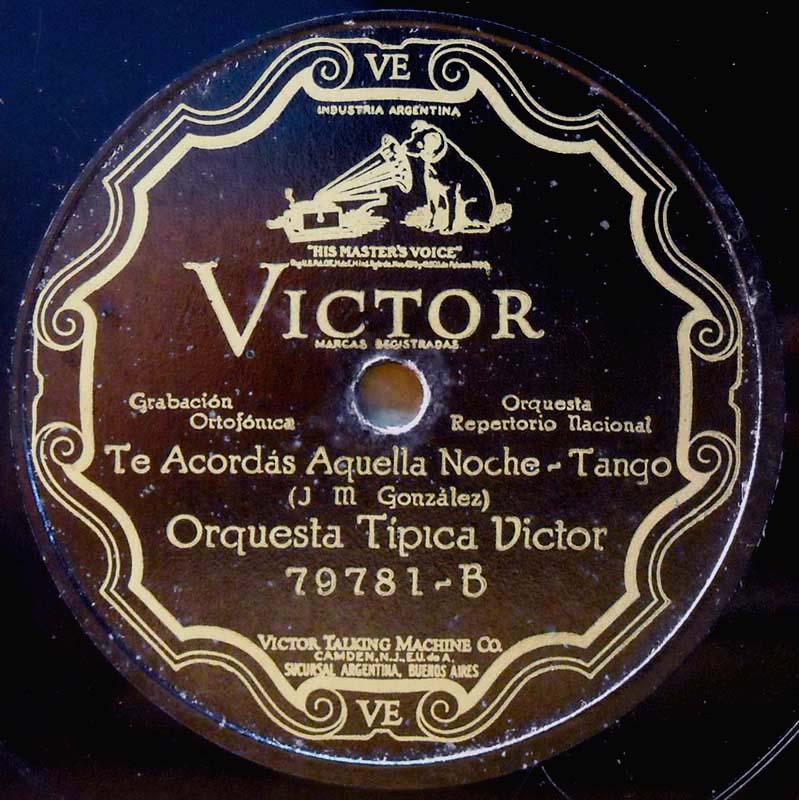 VE
INDUSTRIA ARGENTINA
"HIS MASTER'S VOICE"
VICTOR
MARCAS REGISTRADAS
Grabación
Ortofónica
Orquesta
Repertorio Nacional
Te Acordás Aquella Noche - Tango
(J M González)
Orquesta Típica Victor
79781-B
VICTOR TALKING MACHINE CO.
CAMDEN, N.J., E.U. de A.
SUCURSAL ARGENTINA, BUENOS AIRES
VE